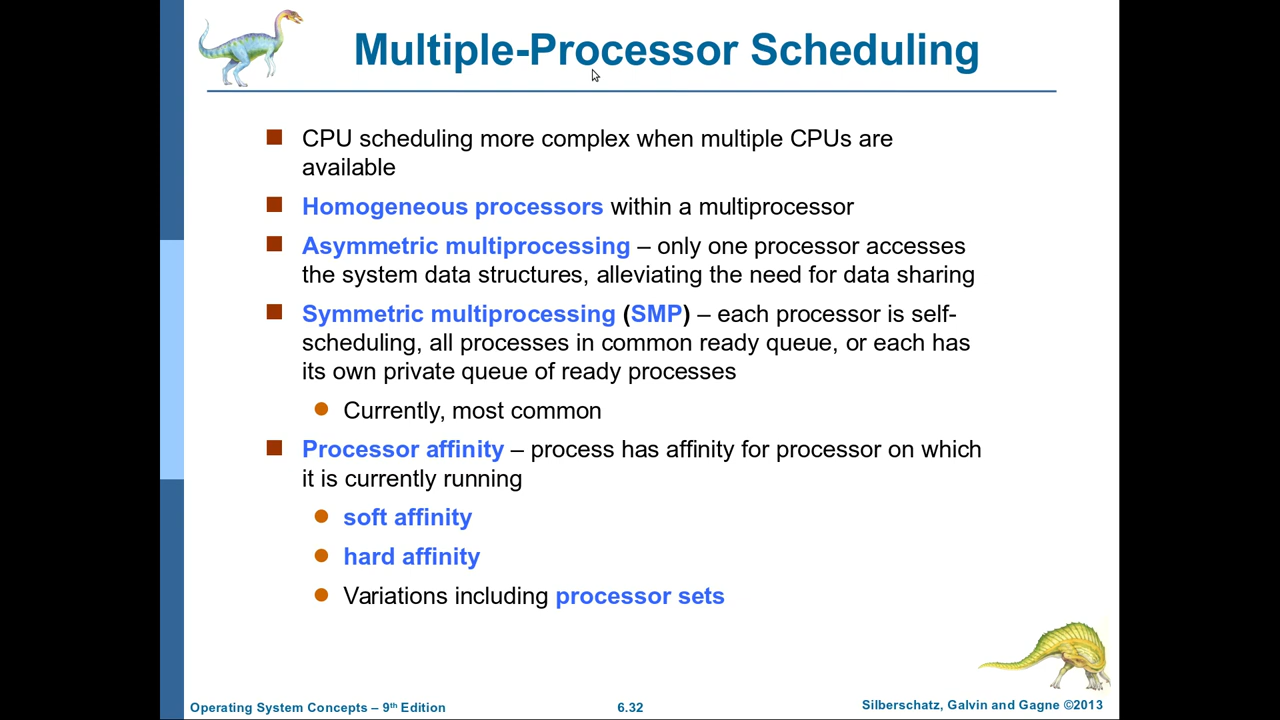 Multiple-Processor Scheduling
CPU scheduling more complex when multiple CPUs are
available
Homogeneous processors within a multiprocessor
Asymmetric multiprocessing – only one processor accesses
the system data structures, alleviating the need for data sharing
Symmetric multiprocessing (SMP) – each processor is self-
scheduling, all processes in common ready queue, or each has
its own private queue of ready processes
Currently, most common
Processor affinity – process has affinity for processor on which
it is currently running
soft affinity
hard affinity
Variations including processor sets
Operating System Concepts – 9th Edition
6.32
Silberschatz, Galvin and Gagne ©2013